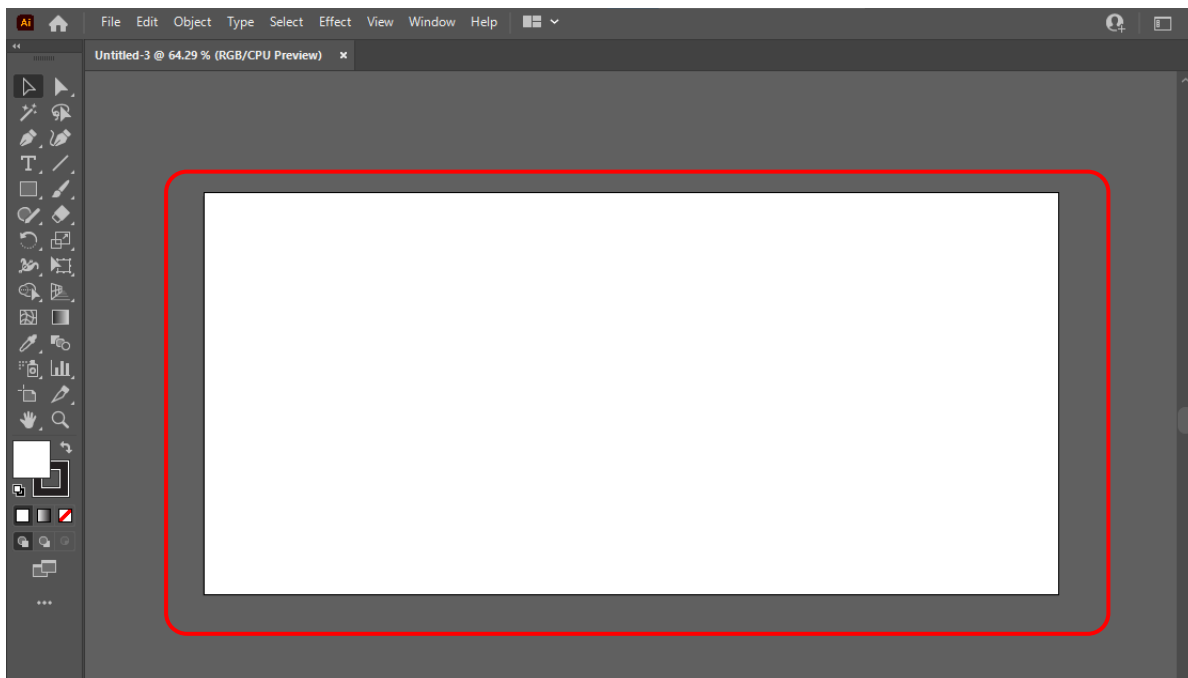 Ai File Edit Object Type Select Effect View Window Help
Untitled-3 @ 64.29 % (RGB/CPU Preview) ×